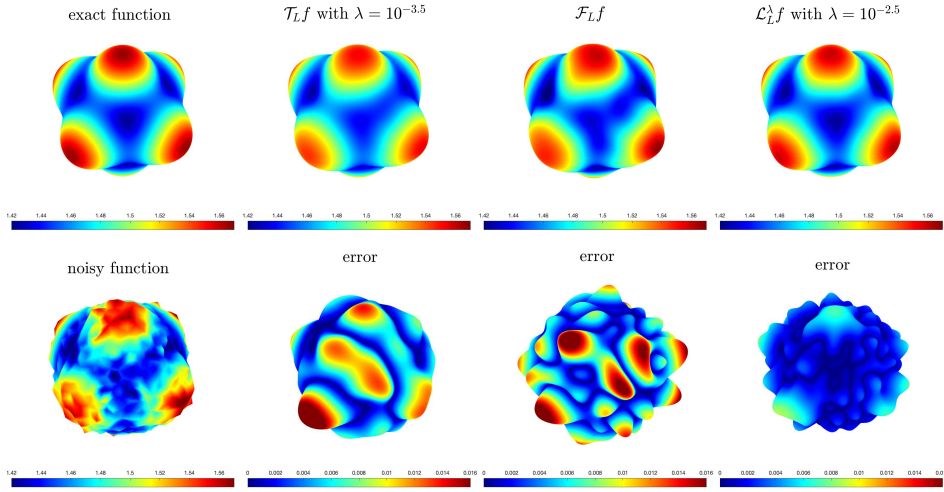 exact function
𝒯_L f with λ = 10^{-3.5}
ℱ_L f
ℒ_L^λ f with λ = 10^{-2.5}
1.42 1.44 1.46 1.48 1.5 1.52 1.54 1.56
1.42 1.44 1.46 1.48 1.5 1.52 1.54 1.56
1.42 1.44 1.46 1.48 1.5 1.52 1.54 1.56
1.42 1.44 1.46 1.48 1.5 1.52 1.54 1.56
noisy function
error
error
error
1.42 1.44 1.46 1.48 1.5 1.52 1.54 1.56
0 0.002 0.004 0.006 0.008 0.01 0.012 0.014 0.016
0 0.002 0.004 0.006 0.008 0.01 0.012 0.014 0.016
0 0.002 0.004 0.006 0.008 0.01 0.012 0.014